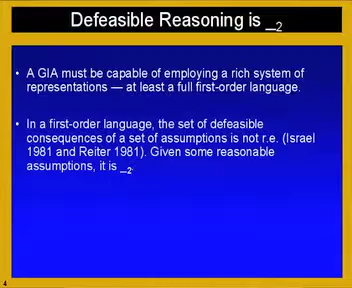 Defeasible Reasoning is _2
• A GIA must be capable of employing a rich system of
representations — at least a full first-order language.
• In a first-order language, the set of defeasible
consequences of a set of assumptions is not r.e. (Israel
1981 and Reiter 1981). Given some reasonable
assumptions, it is _2.
4